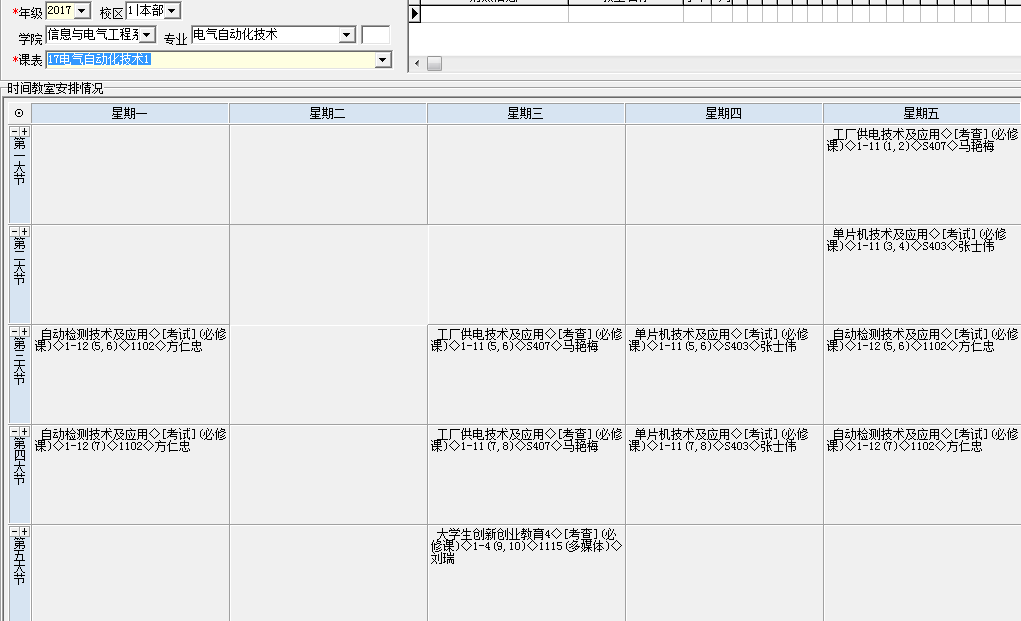 *年级 2017 校区 1|本部
学院 信息与电气工程系 专业 电气自动化技术
*课表 17电气自动化技术1
时间教室安排情况
星期一 星期二 星期三 星期四 星期五
第一大节
工厂供电技术及应用◇[考查](必修
课)◇1-11(1,2)◇S407◇马艳梅
第二大节
单片机技术及应用◇[考试](必修
课)◇1-11(3,4)◇S403◇张士伟
第三大节
自动检测技术及应用◇[考试](必修
课)◇1-12(5,6)◇1102◇方仁忠
工厂供电技术及应用◇[考查](必修
课)◇1-11(5,6)◇S407◇马艳梅
单片机技术及应用◇[考试](必修
课)◇1-11(5,6)◇S403◇张士伟
自动检测技术及应用◇[考试](必修
课)◇1-12(5,6)◇1102◇方仁忠
第四大节
自动检测技术及应用◇[考试](必修
课)◇1-12(7)◇1102◇方仁忠
工厂供电技术及应用◇[考查](必修
课)◇1-11(7,8)◇S407◇马艳梅
单片机技术及应用◇[考试](必修
课)◇1-11(7,8)◇S403◇张士伟
自动检测技术及应用◇[考试](必修
课)◇1-12(7)◇1102◇方仁忠
第五大节
大学生创新创业教育4◇[考查](必
修课)◇1-4(9,10)◇1115(多媒体)◇
刘瑞